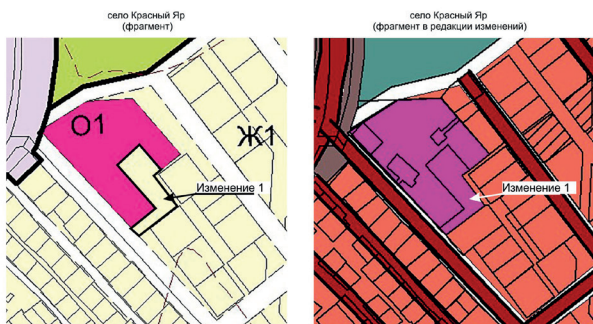 село Красный Яр
(фрагмент)
О1
Ж1
Изменение 1
село Красный Яр
(фрагмент в редакции изменений)
Изменение 1